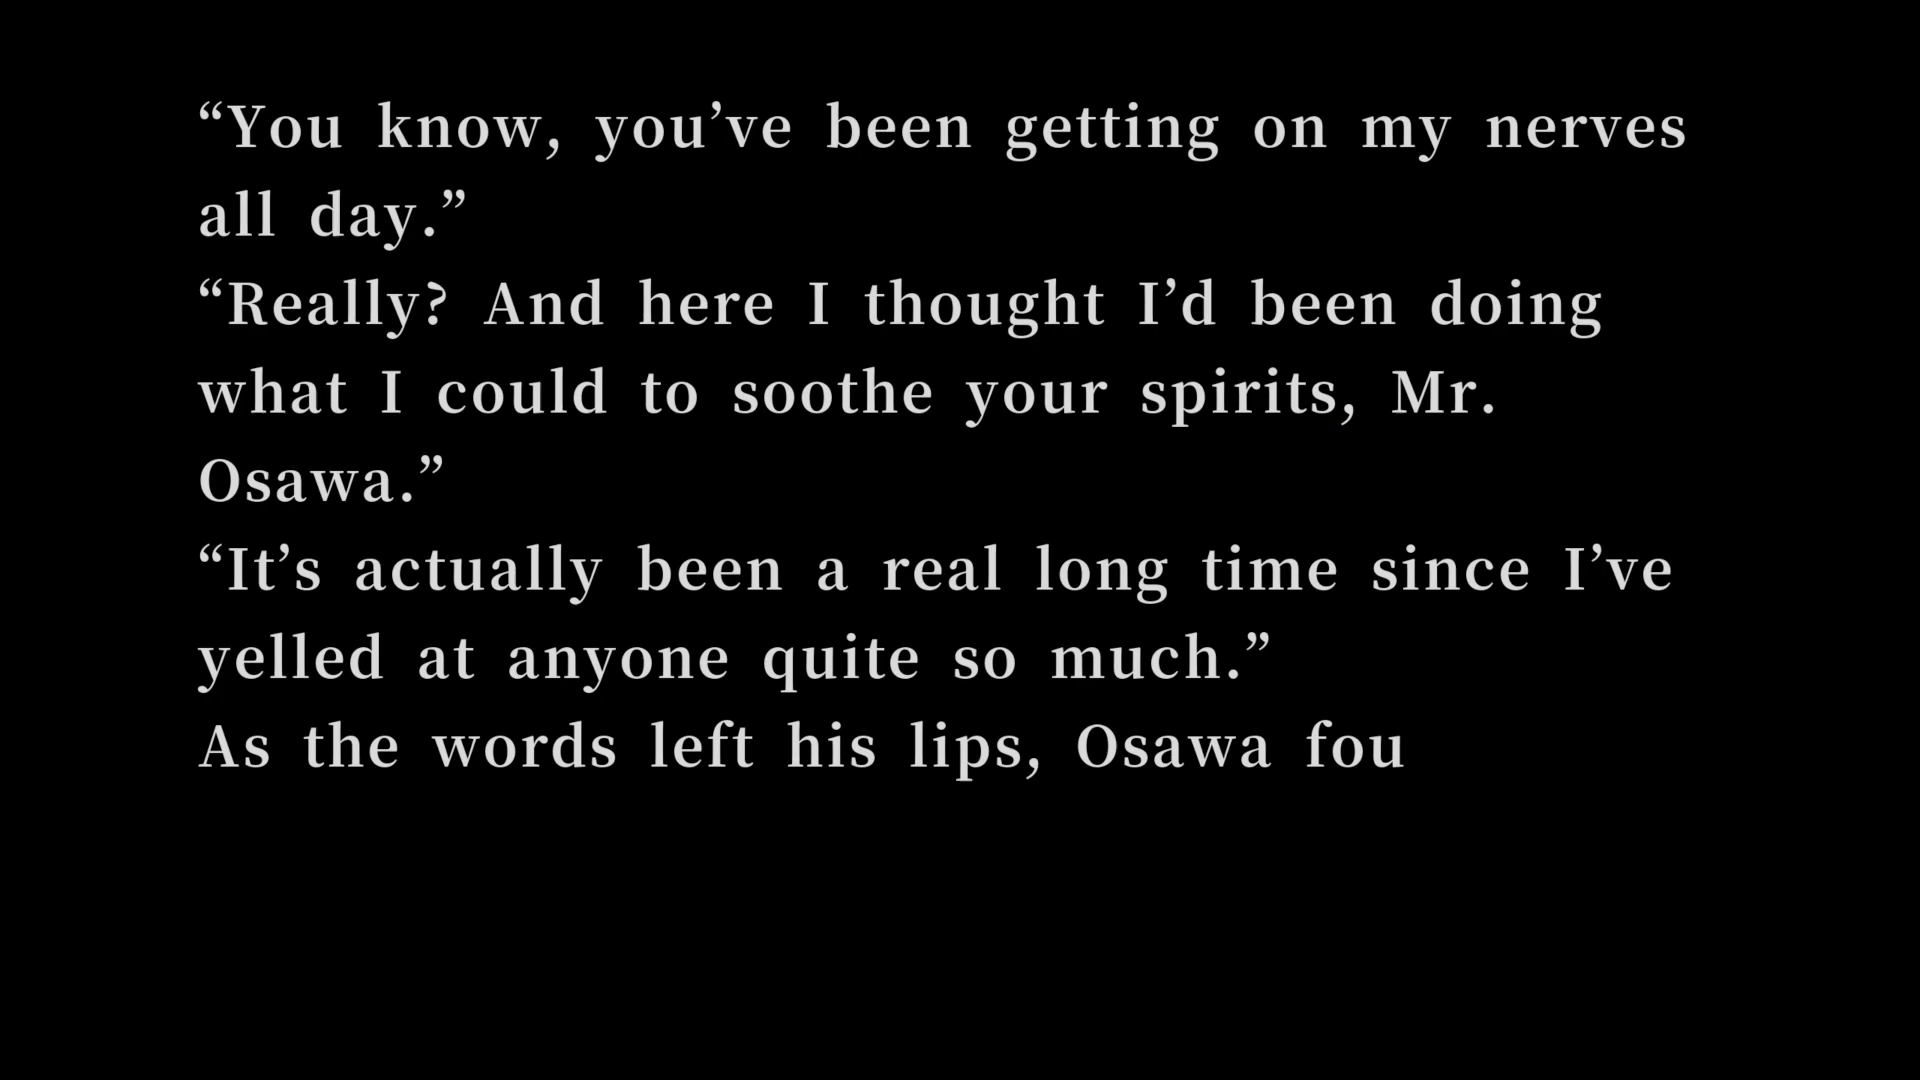 “You know, you’ve been getting on my nerves
all day.”
“Really? And here I thought I’d been doing
what I could to soothe your spirits, Mr.
Osawa.”
“It’s actually been a real long time since I’ve
yelled at anyone quite so much.”
As the words left his lips, Osawa fou